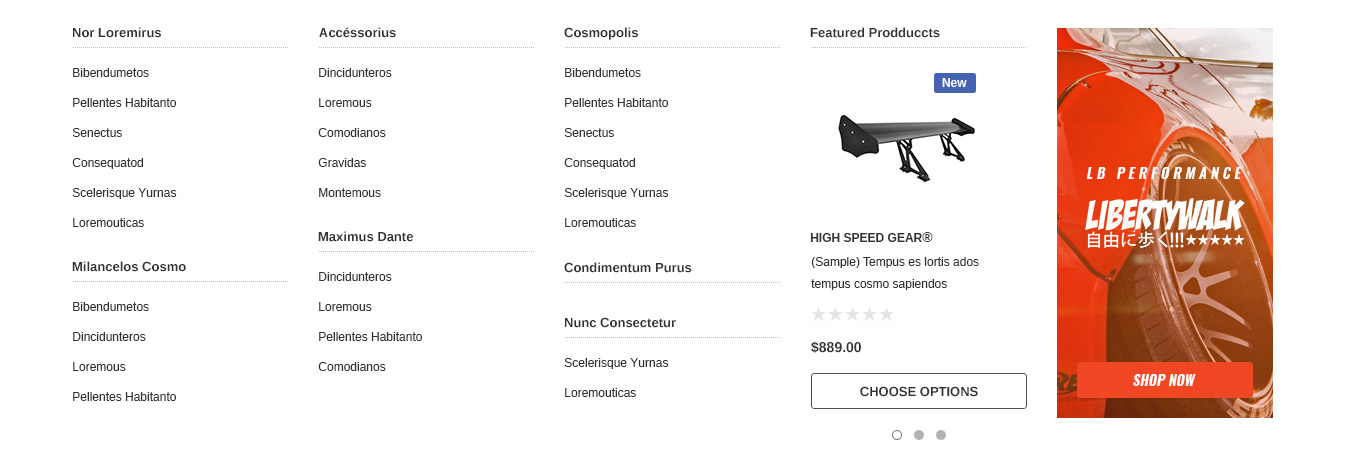 Nor Loremirus
Bibendumetos
Pellentes Habitanto
Senectus
Consequatod
Scelerisque Yurnas
Loremouticas
Milancelos Cosmo
Bibendumetos
Dincidunteros
Loremous
Pellentes Habitanto
Accéssorius
Dincidunteros
Loremous
Comodianos
Gravidas
Montemous
Maximus Dante
Dincidunteros
Loremous
Pellentes Habitanto
Comodianos
Cosmopolis
Bibendumetos
Pellentes Habitanto
Senectus
Consequatod
Scelerisque Yurnas
Loremouticas
Condimentum Purus
Nunc Consectetur
Scelerisque Yurnas
Loremouticas
Featured Prodduccts
New
HIGH SPEED GEAR®
(Sample) Tempus es lortis ados
tempus cosmo sapiendos
★★★★★
$889.00
CHOOSE OPTIONS
LB PERFORMANCE
LIBERTYWALK
自由に歩く!!!★★★★★
SHOP NOW